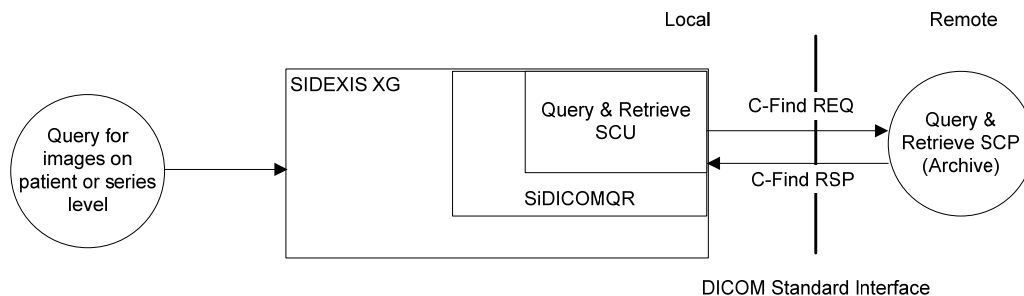 Local
Remote
SIDEXIS XG
Query & Retrieve
SCU
C-Find REQ
Query &
Retrieve SCP
(Archive)
Query for
images on
patient or series
level
C-Find RSP
SiDICOMQR
DICOM Standard Interface